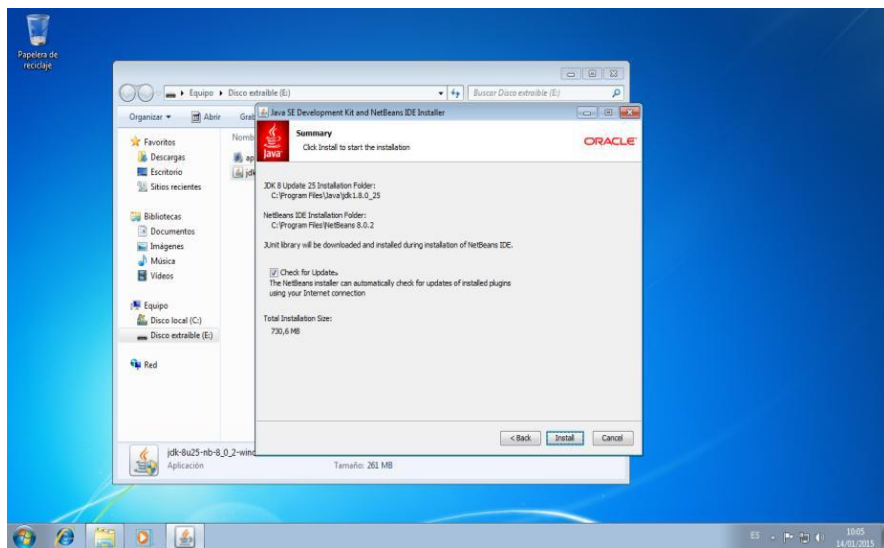 Papelera de
reciclaje
Equipo
Disco extraíble (E:)
Buscar Disco extraíble (E:)
Organizar
Abrir
Java SE Development Kit and NetBeans IDE Installer
Java
Summary
Click Install to start the installation
ORACLE
Favoritos
Descargas
Escritorio
Sitios recientes
Bibliotecas
Documentos
Imágenes
Música
Vídeos
Equipo
Disco local (C:)
Disco extraíble (E:)
Red
JDK 8 Update 25 Installation Folder:
C:\Program Files\Java\jdk1.8.0_25
NetBeans IDE Installation Folder:
C:\Program Files\NetBeans 8.0.2
JUnit library will be downloaded and installed during installation of NetBeans IDE.
Check for Updates
The NetBeans installer can automatically check for updates of installed plugins
using your Internet connection
Total Installation Size:
730,6 MB
< Back
Install
Cancel
jdk-8u25-nb-8_0_2-wind
Aplicación
Tamaño: 261 MB
ES
10:05
14/01/2015